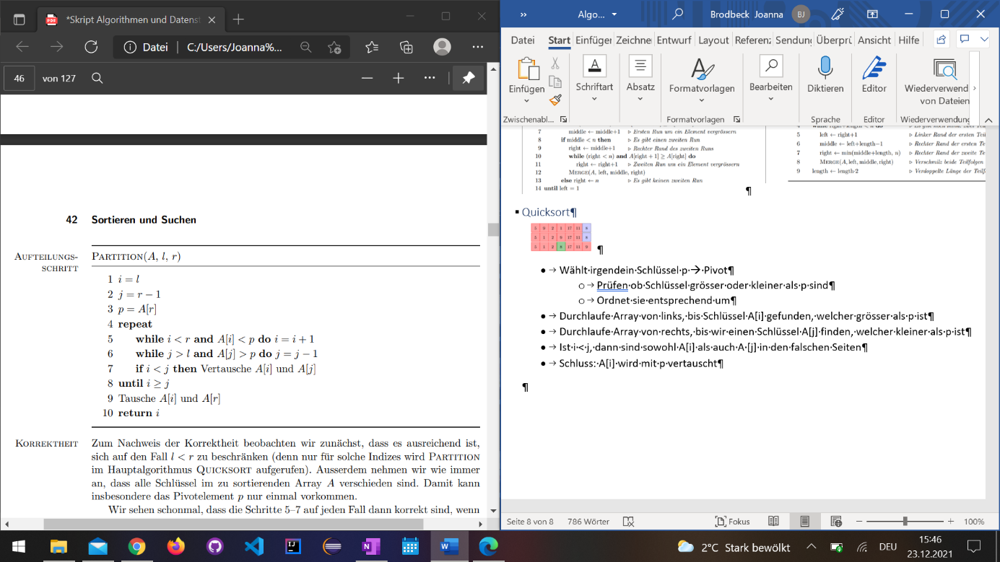 *Skript Algorithmen und Datenst
Datei
C:/Users/Joanna%...
46 von 127
42 Sortieren und Suchen
AUFTEILUNGS-
SCHRITT
PARTITION(A, l, r)
1 i = l
2 j = r − 1
3 p = A[r]
4 repeat
5 while i < r and A[i] < p do i = i + 1
6 while j > l and A[j] > p do j = j − 1
7 if i < j then Vertausche A[i] und A[j]
8 until i ≥ j
9 Tausche A[i] und A[r]
10 return i
KORREKTHEIT
Zum Nachweis der Korrektheit beobachten wir zunächst, dass es ausreichend ist,
sich auf den Fall l < r zu beschränken (denn nur für solche Indizes wird PARTITION
im Hauptalgorithmus QUICKSORT aufgerufen). Ausserdem nehmen wir wie immer
an, dass alle Schlüssel im zu sortierenden Array A verschieden sind. Damit kann
insbesondere das Pivotelement p nur einmal vorkommen.
Wir sehen schonmal, dass die Schritte 5–7 auf jeden Fall dann korrekt sind, wenn
Algo...
Brodbeck Joanna
BJ
Datei Start Einfüger Zeichne Entwurf Layout Referenz Sendung Überprü Ansicht Hilfe
Einfügen
Schriftart
Absatz
Formatvorlagen
Bearbeiten
Diktieren
Editor
Wiederverwend
von Dateien
Zwischenabl...
Formatvorlagen
Sprache
Editor
Wiederverwendung
7 middle ← middle+1 ▹ Ersten Run um ein Element vergrössern
8 if middle < n then ▹ Es gibt einen zweiten Run
9 right ← middle+1 ▹ Rechter Rand des zweiten Runs
10 while (right < n) and A[right + 1] ≥ A[right] do
11 right ← right+1 ▹ Zweiten Run um ein Element vergrössern
12 MERGE(A, left, middle, right)
13 else right ← n ▹ Es gibt keinen zweiten Run
14 until left = 1
¶
5 left ← right+1 ▹ Linker Rand der ersten Teil
6 middle ← left+length−1 ▹ Rechter Rand der ersten Te
7 right ← min(middle+length, n) ▹ Rechter Rand der zweite Te
8 MERGE(A, left, middle, right) ▹ Verschmilz beide Teilfolgen
9 length ← length·2 ▹ Verdoppelte Länge der Teilf
▪ Quicksort¶
5 9 2 1 17 11 8
5 1 2 9 17 11 8
5 1 2 8 17 11 9
¶
• → Wählt·irgendein·Schlüssel·p·→·Pivot¶
o → Prüfen·ob·Schlüssel·grösser·oder·kleiner·als·p·sind¶
o → Ordnet·sie·entsprechend·um¶
• → Durchlaufe·Array·von·links,·bis·Schlüssel·A[i]·gefunden,·welcher·grösser·als·p·ist¶
• → Durchlaufe·Array·von·rechts,·bis·wir·einen·Schlüssel·A[j]·finden,·welcher·kleiner·als·p·ist¶
• → Ist·i·<·j,·dann·sind·sowohl·A[i]·als·auch·A·[j]·in·den·falschen·Seiten¶
• → Schluss:·A[i]·wird·mit·p·vertauscht¶
¶
Seite 8 von 8
786 Wörter
Fokus
100%
2°C Stark bewölkt
DEU
15:46
23.12.2021